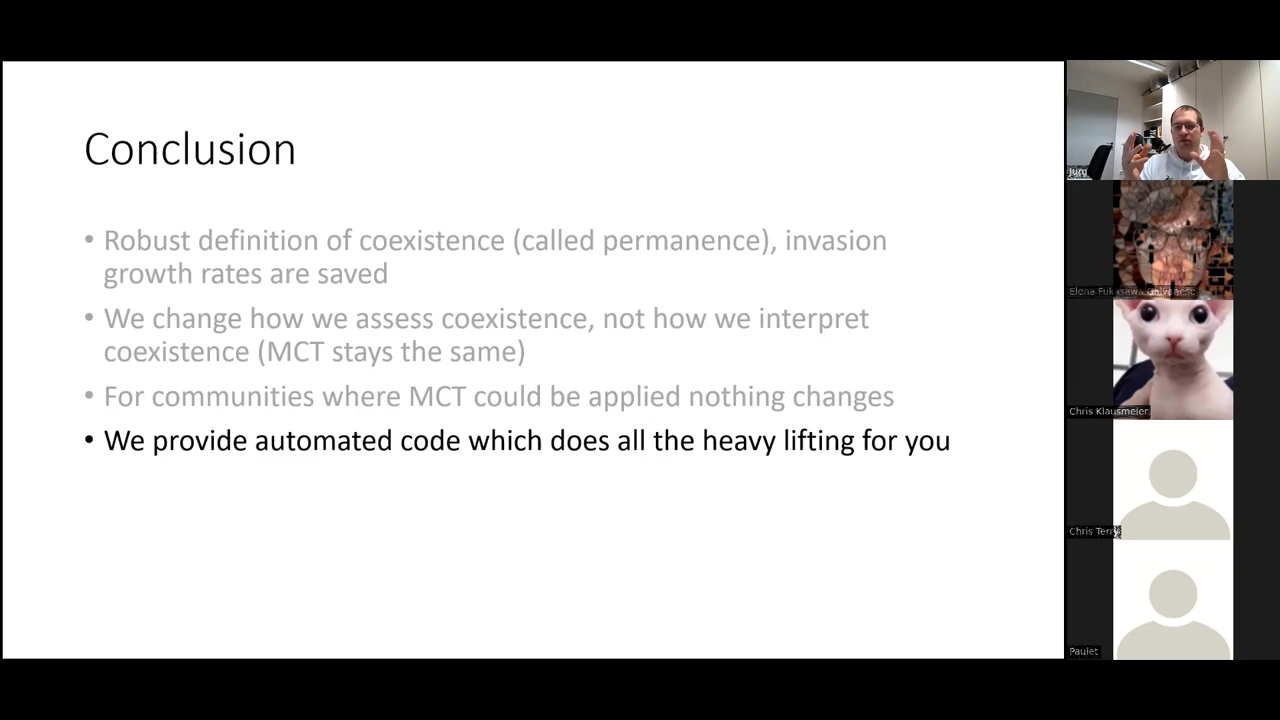 Conclusion
• Robust definition of coexistence (called permanence), invasion
growth rates are saved
• We change how we assess coexistence, not how we interpret
coexistence (MCT stays the same)
• For communities where MCT could be applied nothing changes
• We provide automated code which does all the heavy lifting for you
Jurg
Elena Fukasawa Galvanese
Chris Klausmeier
Chris Terry
Paulet